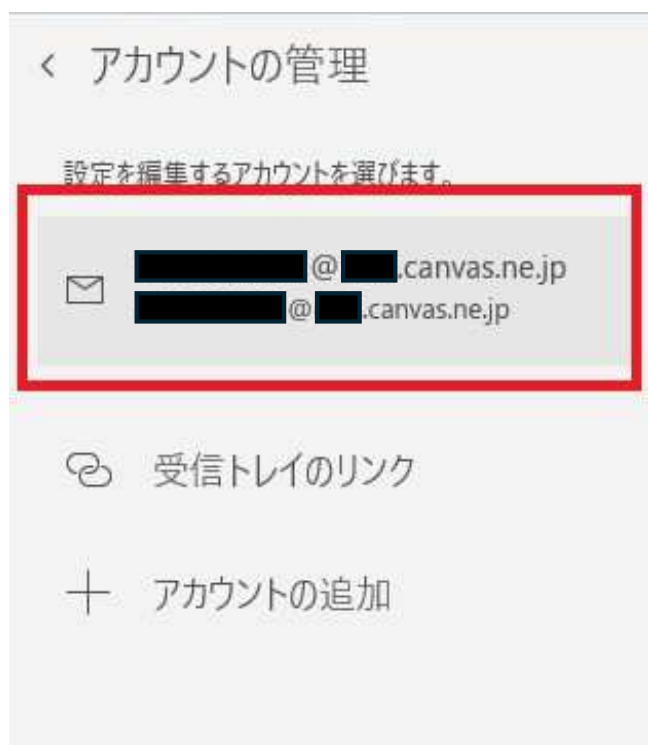 アカウントの管理
設定を編集するアカウントを選びます。
@ .canvas.ne.jp
@ .canvas.ne.jp
受信トレイのリンク
アカウントの追加